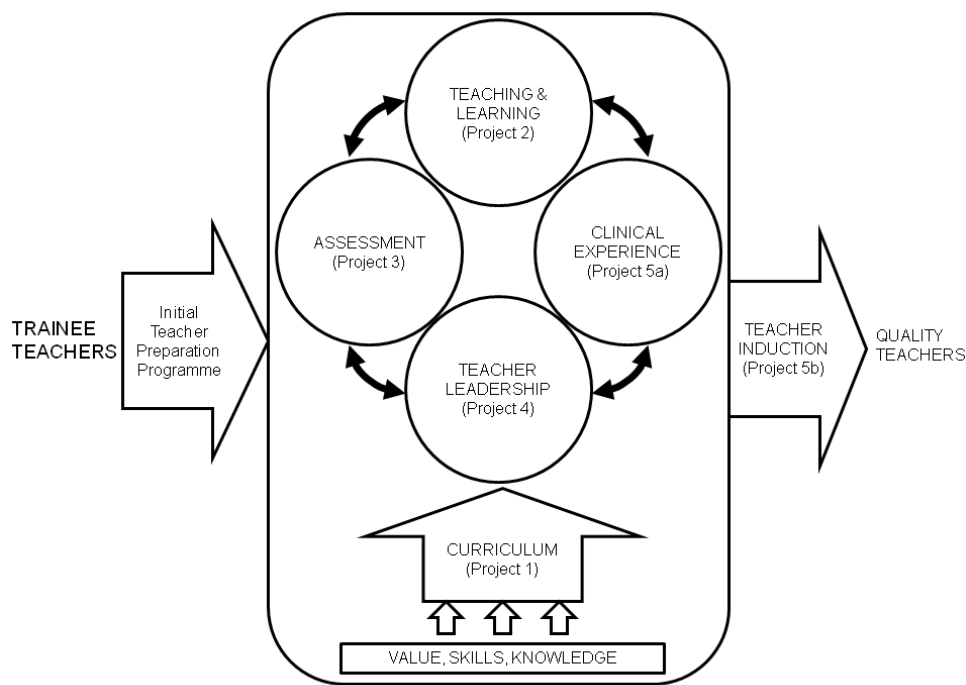 TEACHING &
LEARNING
(Project 2)
ASSESSMENT
(Project 3)
CLINICAL
EXPERIENCE
(Project 5a)
TRAINEE
TEACHERS
Initial
Teacher
Preparation
Programme
TEACHER
LEADERSHIP
(Project 4)
TEACHER
INDUCTION
(Project 5b)
QUALITY
TEACHERS
CURRICULUM
(Project 1)
VALUE, SKILLS, KNOWLEDGE